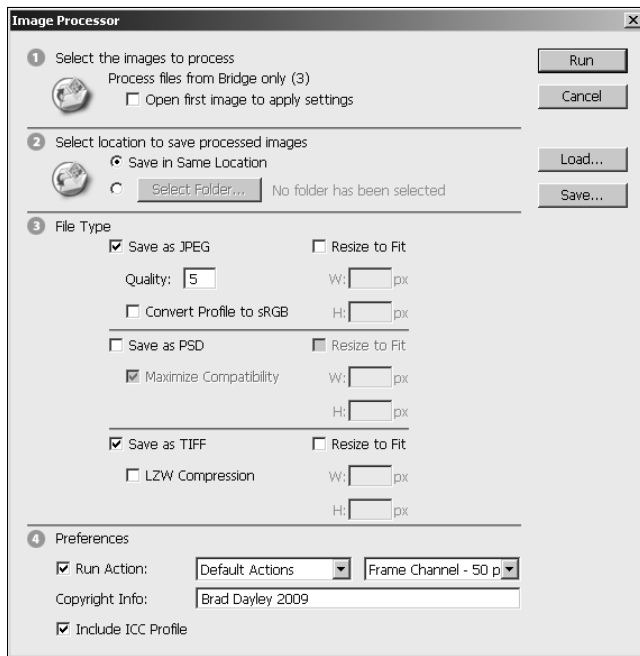 Image Processor
1 Select the images to process
Run
Process files from Bridge only (3)
Open first image to apply settings
Cancel
2 Select location to save processed images
Save in Same Location
Load...
Select Folder... No folder has been selected
Save...
3 File Type
Save as JPEG Resize to Fit
Quality: 5 W: px
Convert Profile to sRGB H: px
Save as PSD Resize to Fit
Maximize Compatibility W: px
H: px
Save as TIFF Resize to Fit
LZW Compression W: px
H: px
4 Preferences
Run Action: Default Actions Frame Channel - 50 p
Copyright Info: Brad Dayley 2009
Include ICC Profile